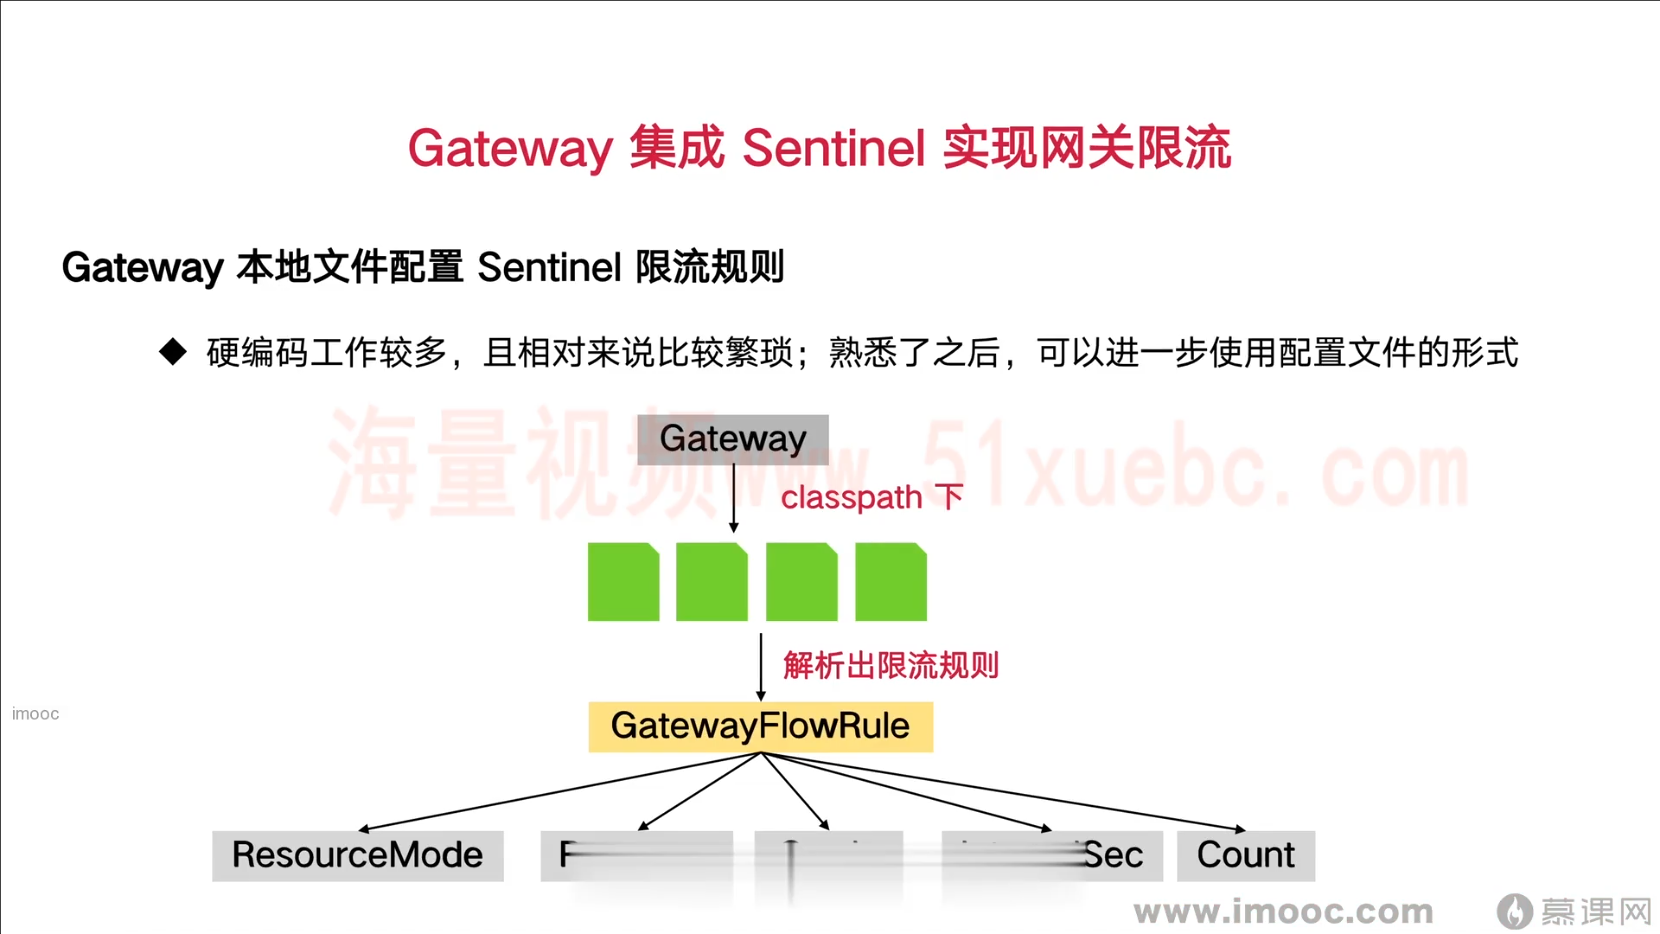 Gateway 集成 Sentinel 实现网关限流
Gateway 本地文件配置 Sentinel 限流规则
◆ 硬编码工作较多，且相对来说比较繁琐；熟悉了之后，可以进一步使用配置文件的形式
海量视频www.51xuebc.com
Gateway
classpath 下
解析出限流规则
GatewayFlowRule
imooc
ResourceMode
Sec
Count
www.imooc.com
慕课网